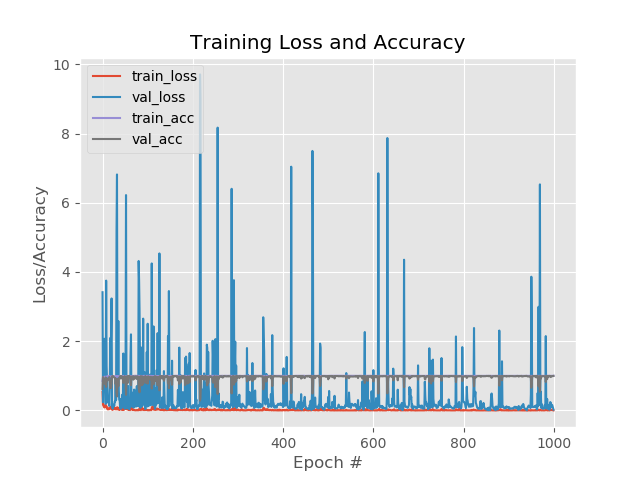 Training Loss and Accuracy
train_loss
val_loss
train_acc
val_acc
Loss/Accuracy
10
8
6
4
2
0
0 200 400 600 800 1000
Epoch #